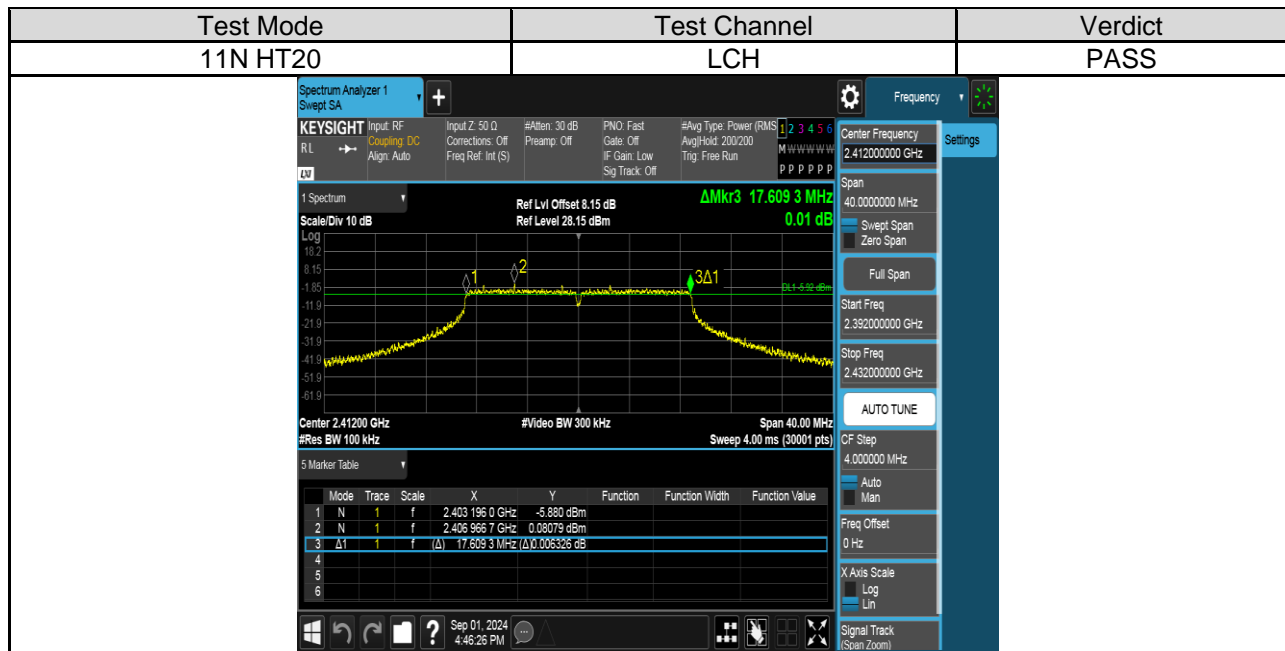 Test Mode Test Channel Verdict
11N HT20 LCH PASS
Spectrum Analyzer 1
Swept SA
+
Frequency
KEYSIGHT Input: RF Input Z: 50 Ω #Atten: 30 dB PNO: Fast #Avg Type: Power (RMS 1 2 3 4 5 6
RL Coupling: DC Corrections: Off Preamp: Off Gate: Off Avg|Hold: 200/200 M W W W W W
Align: Auto Freq Ref: Int (S) IF Gain: Low Trig: Free Run
LXI Sig Track: Off P P P P P P
1 Spectrum Ref Lvl Offset 8.15 dB ΔMkr3 17.609 3 MHz
Scale/Div 10 dB Ref Level 28.15 dBm 0.01 dB
Log
18.2
8.15
-1.85
-11.9
-21.9
-31.9
-41.9
-51.9
-61.9
1
2
3Δ1
DL1 -5.92 dBm
Center 2.41200 GHz #Video BW 300 kHz Span 40.00 MHz
#Res BW 100 kHz Sweep 4.00 ms (30001 pts)
5 Marker Table
Mode Trace Scale X Y Function Function Width Function Value
1 N 1 f 2.403 196 0 GHz -5.880 dBm
2 N 1 f 2.406 966 7 GHz 0.08079 dBm
3 Δ1 1 f (Δ) 17.609 3 MHz (Δ)0.006326 dB
4
5
6
?
Sep 01, 2024
4:46:26 PM
Center Frequency
2.412000000 GHz
Settings
Span
40.0000000 MHz
Swept Span
Zero Span
Full Span
Start Freq
2.392000000 GHz
Stop Freq
2.432000000 GHz
AUTO TUNE
CF Step
4.000000 MHz
Auto
Man
Freq Offset
0 Hz
X Axis Scale
Log
Lin
Signal Track
(Span Zoom)